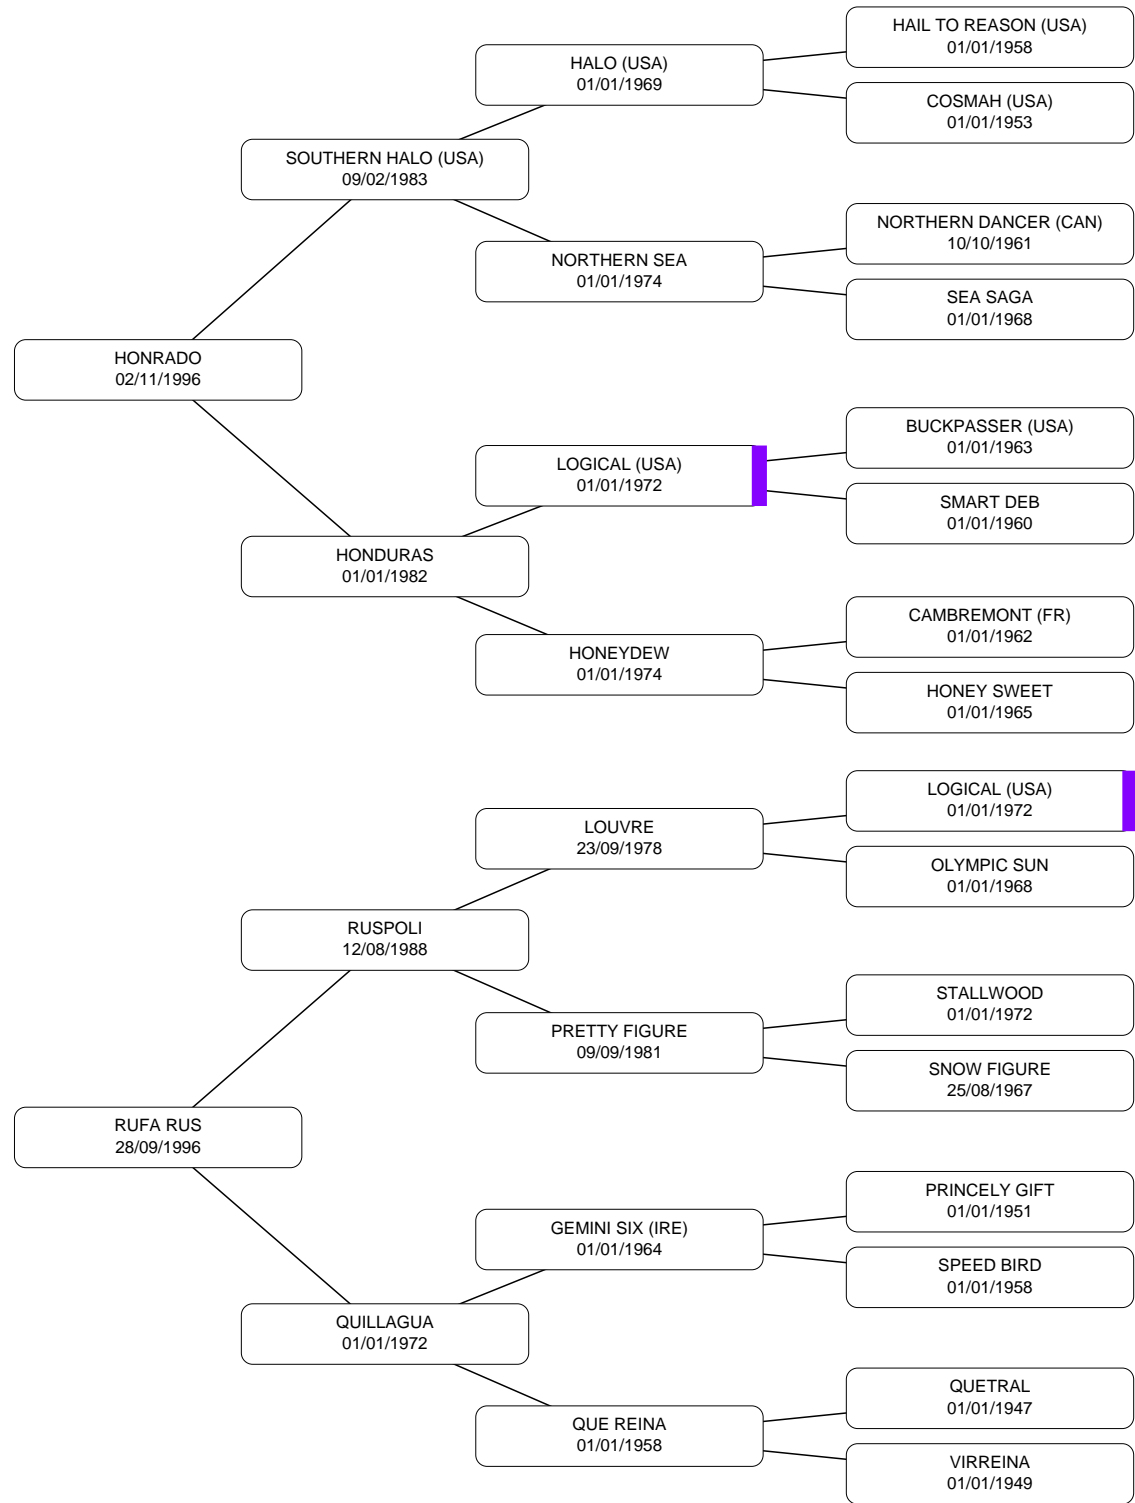 HAIL TO REASON (USA)
01/01/1958
HALO (USA)
01/01/1969
COSMAH (USA)
01/01/1953
SOUTHERN HALO (USA)
09/02/1983
NORTHERN DANCER (CAN)
10/10/1961
NORTHERN SEA
01/01/1974
SEA SAGA
01/01/1968
HONRADO
02/11/1996
BUCKPASSER (USA)
01/01/1963
LOGICAL (USA)
01/01/1972
SMART DEB
01/01/1960
HONDURAS
01/01/1982
CAMBREMONT (FR)
01/01/1962
HONEYDEW
01/01/1974
HONEY SWEET
01/01/1965
LOGICAL (USA)
01/01/1972
LOUVRE
23/09/1978
OLYMPIC SUN
01/01/1968
RUSPOLI
12/08/1988
STALLWOOD
01/01/1972
PRETTY FIGURE
09/09/1981
SNOW FIGURE
25/08/1967
RUFA RUS
28/09/1996
PRINCELY GIFT
01/01/1951
GEMINI SIX (IRE)
01/01/1964
SPEED BIRD
01/01/1958
QUILLAGUA
01/01/1972
QUETRAL
01/01/1947
QUE REINA
01/01/1958
VIRREINA
01/01/1949